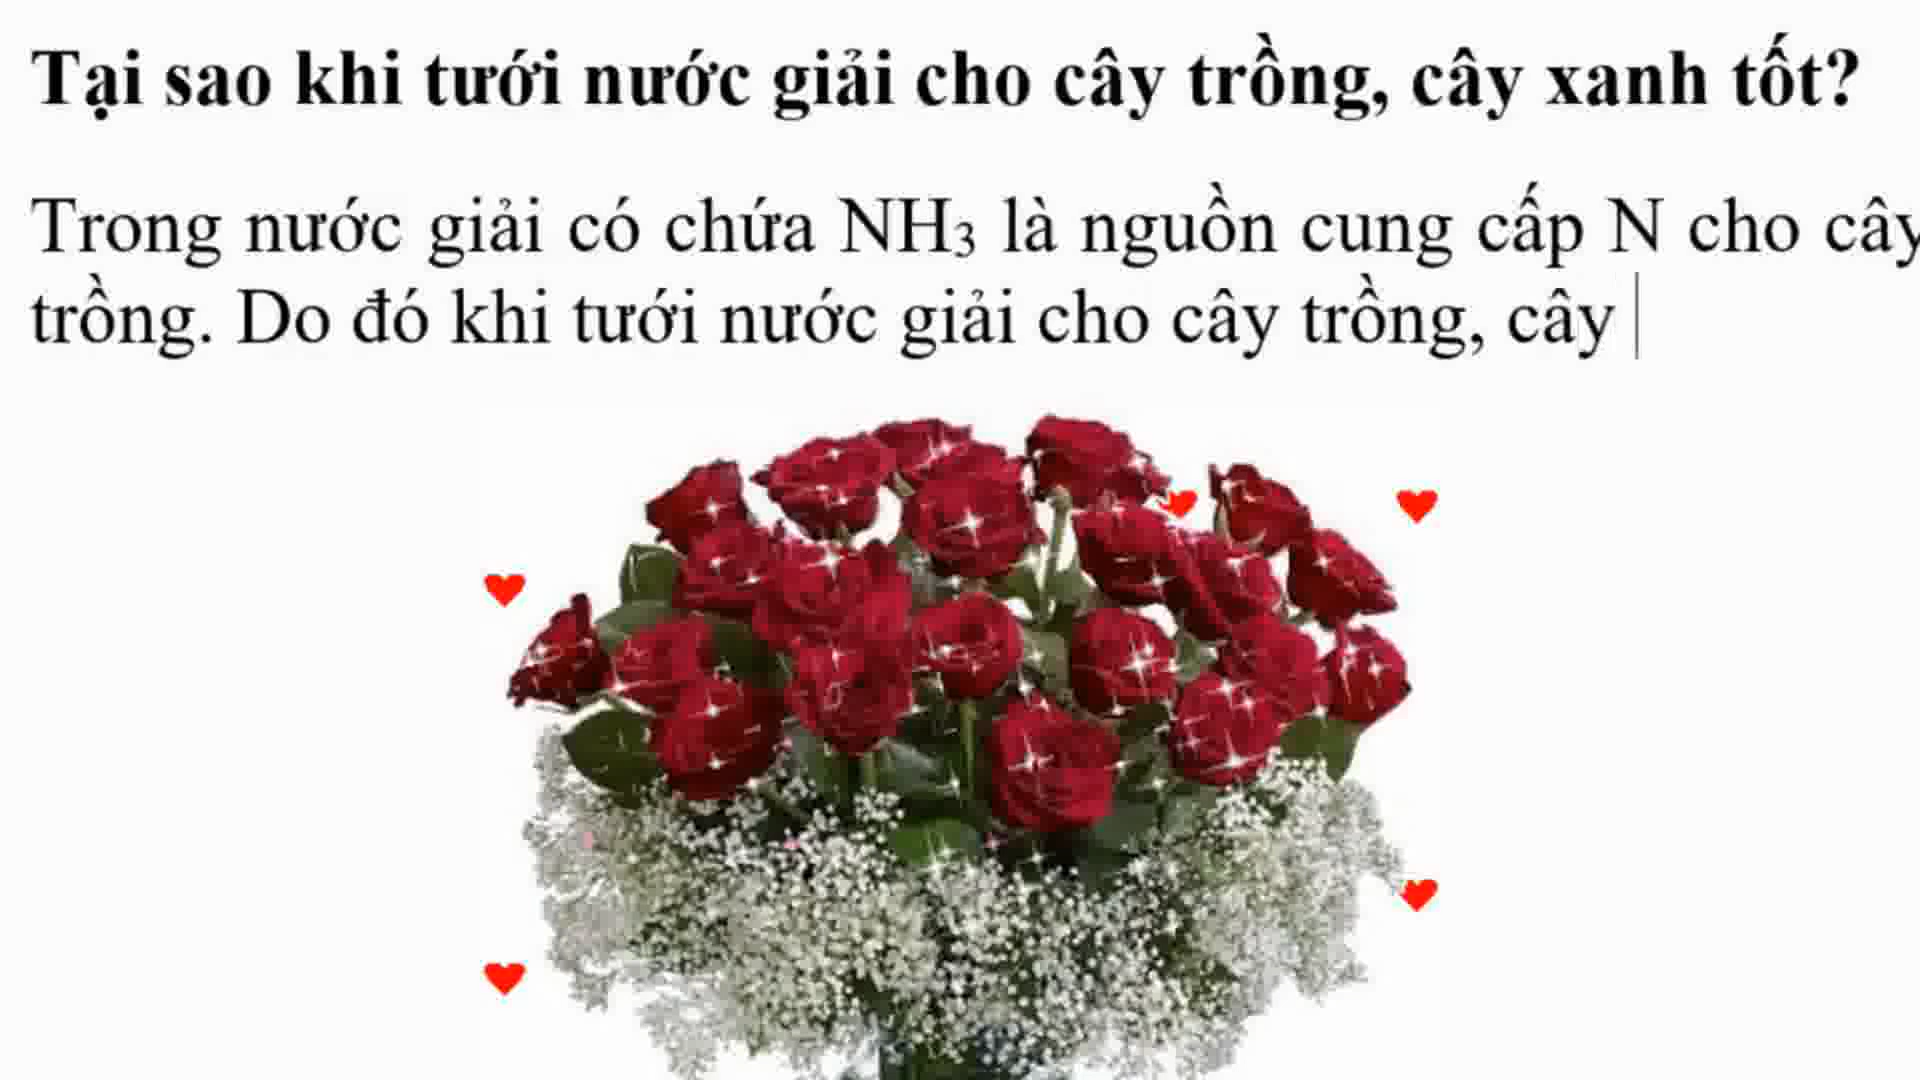 Tại sao khi tưới nước giải cho cây trồng, cây xanh tốt?
Trong nước giải có chứa NH₃ là nguồn cung cấp N cho cây
trồng. Do đó khi tưới nước giải cho cây trồng, cây